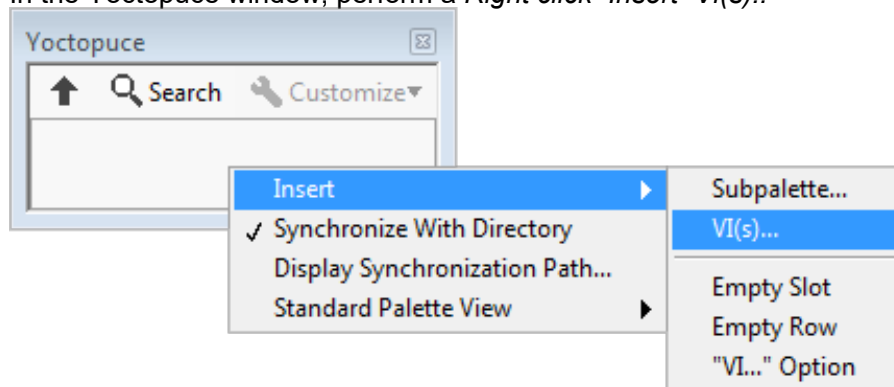 In the Yoctopuce window, perform a Right click- Insert- VI(s)..
Yoctopuce
Search Customize
Insert
Subpalette...
✓ Synchronize With Directory
VI(s)...
Display Synchronization Path...
Empty Slot
Standard Palette View
Empty Row
"VI..." Option